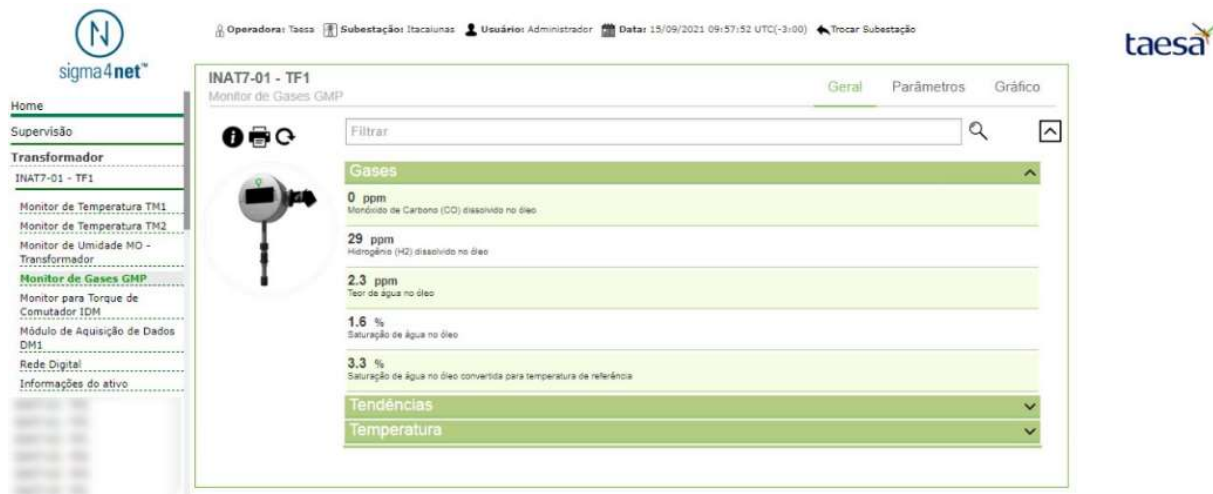 N
sigma4net™
Operadora: Taesa Subestação: Itacaiunas Usuário: Administrador Data: 15/09/2021 09:57:52 UTC(-3:00) Trocar Subestação
taesa
Home
Supervisão
Transformador
INAT7-01 - TF1
Monitor de Temperatura TM1
Monitor de Temperatura TM2
Monitor de Umidade MO -
Transformador
Monitor de Gases GMP
Monitor para Torque de
Comutador IDM
Módulo de Aquisição de Dados
DM1
Rede Digital
Informações do ativo
INAT7-01 - TF1
Monitor de Gases GMP
Geral Parâmetros Gráfico
Filtrar
Gases
0 ppm
Monóxido de Carbono (CO) dissolvido no óleo
29 ppm
Hidrogênio (H2) dissolvido no óleo
2.3 ppm
Teor de água no óleo
1.6 %
Saturação de água no óleo
3.3 %
Saturação de água no óleo convertida para temperatura de referência
Tendências
Temperatura